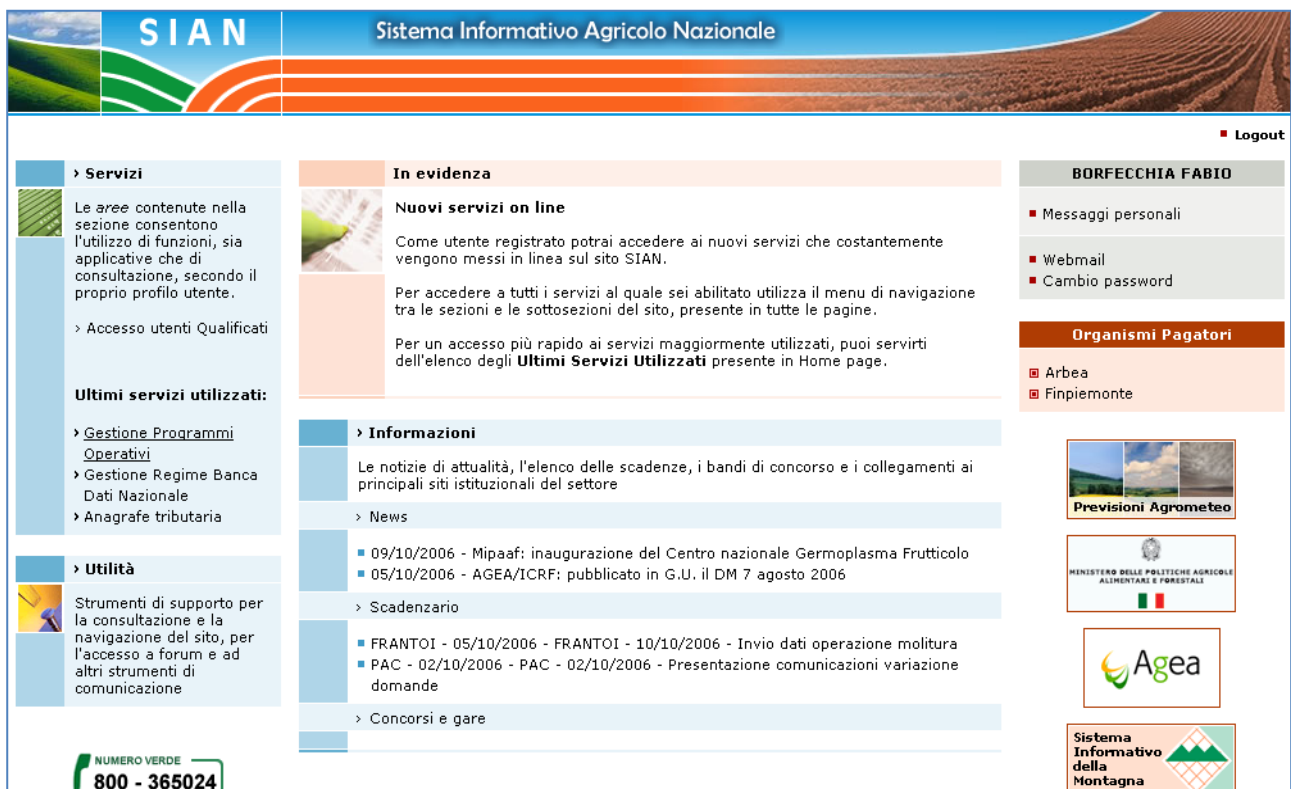 SIAN
Sistema Informativo Agricolo Nazionale
Logout
› Servizi
Le aree contenute nella
sezione consentono
l'utilizzo di funzioni, sia
applicative che di
consultazione, secondo il
proprio profilo utente.
› Accesso utenti Qualificati
Ultimi servizi utilizzati:
› Gestione Programmi
Operativi
› Gestione Regime Banca
Dati Nazionale
› Anagrafe tributaria
› Utilità
Strumenti di supporto per
la consultazione e la
navigazione del sito, per
l'accesso a forum e ad
altri strumenti di
comunicazione
NUMERO VERDE
800 - 365024
In evidenza
Nuovi servizi on line
Come utente registrato potrai accedere ai nuovi servizi che costantemente
vengono messi in linea sul sito SIAN.
Per accedere a tutti i servizi al quale sei abilitato utilizza il menu di navigazione
tra le sezioni e le sottosezioni del sito, presente in tutte le pagine.
Per un accesso più rapido ai servizi maggiormente utilizzati, puoi servirti
dell'elenco degli Ultimi Servizi Utilizzati presente in Home page.
› Informazioni
Le notizie di attualità, l'elenco delle scadenze, i bandi di concorso e i collegamenti ai
principali siti istituzionali del settore
› News
09/10/2006 - Mipaaf: inaugurazione del Centro nazionale Germoplasma Frutticolo
05/10/2006 - AGEA/ICRF: pubblicato in G.U. il DM 7 agosto 2006
› Scadenzario
FRANTOI - 05/10/2006 - FRANTOI - 10/10/2006 - Invio dati operazione molitura
PAC - 02/10/2006 - PAC - 02/10/2006 - Presentazione comunicazioni variazione
domande
› Concorsi e gare
BORFECCHIA FABIO
Messaggi personali
Webmail
Cambio password
Organismi Pagatori
Arbea
Finpiemonte
Previsioni Agrometeo
MINISTERO DELLE POLITICHE AGRICOLE
ALIMENTARI E FORESTALI
Agea
Sistema
Informativo
della
Montagna